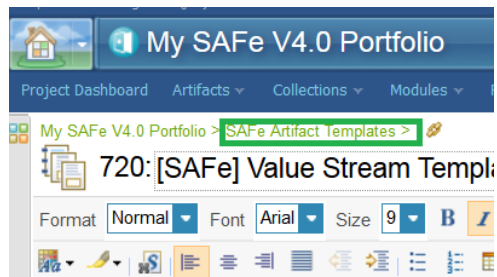 My SAFe V4.0 Portfolio
Project Dashboard Artifacts Collections Modules
My SAFe V4.0 Portfolio > SAFe Artifact Templates >
720: [SAFe] Value Stream Templa
Format Normal Font Arial Size 9 B I